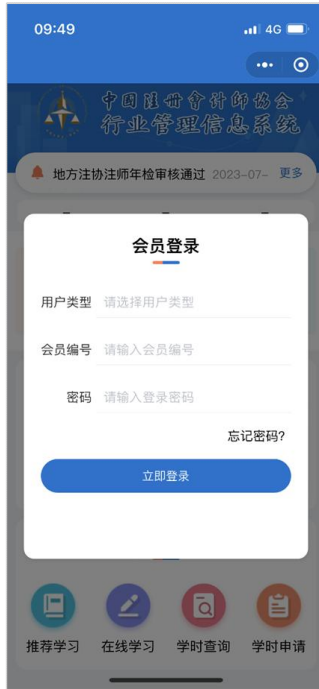 09:49
4G
中国注册会计师协会
行业管理信息系统
地方注协注师年检审核通过 2023-07- 更多
会员登录
用户类型 请选择用户类型
会员编号 请输入会员编号
密码 请输入登录密码
忘记密码?
立即登录
推荐学习 在线学习 学时查询 学时申请